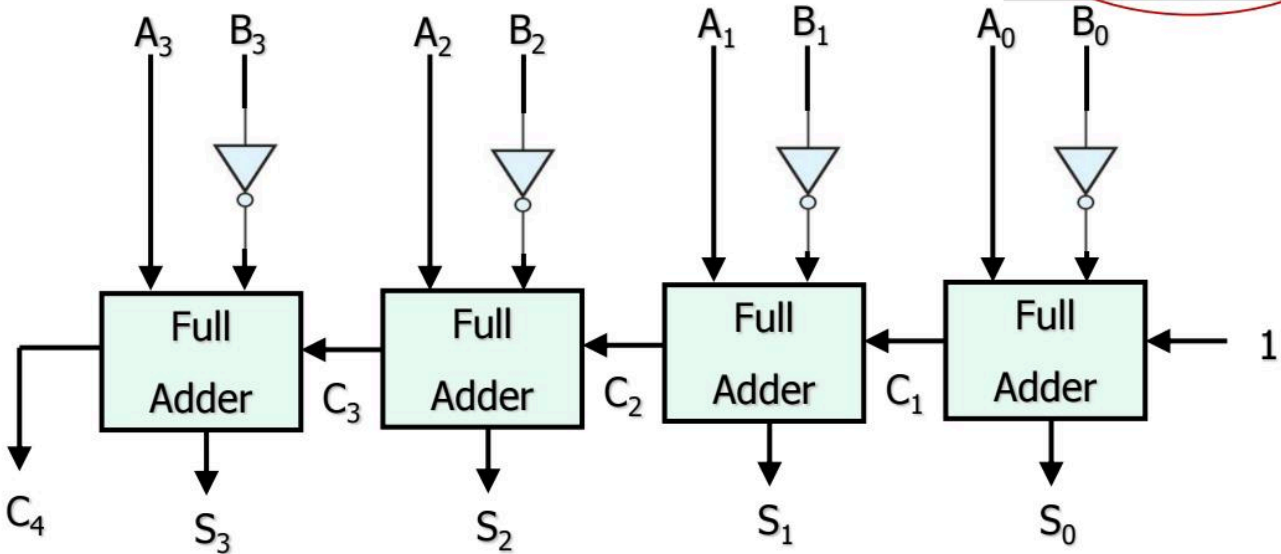 A₃ B₃ A₂ B₂ A₁ B₁ A₀ B₀
Full Full Full Full
1
Adder Adder Adder Adder
C₃ C₂ C₁
C₄ S₃ S₂ S₁ S₀